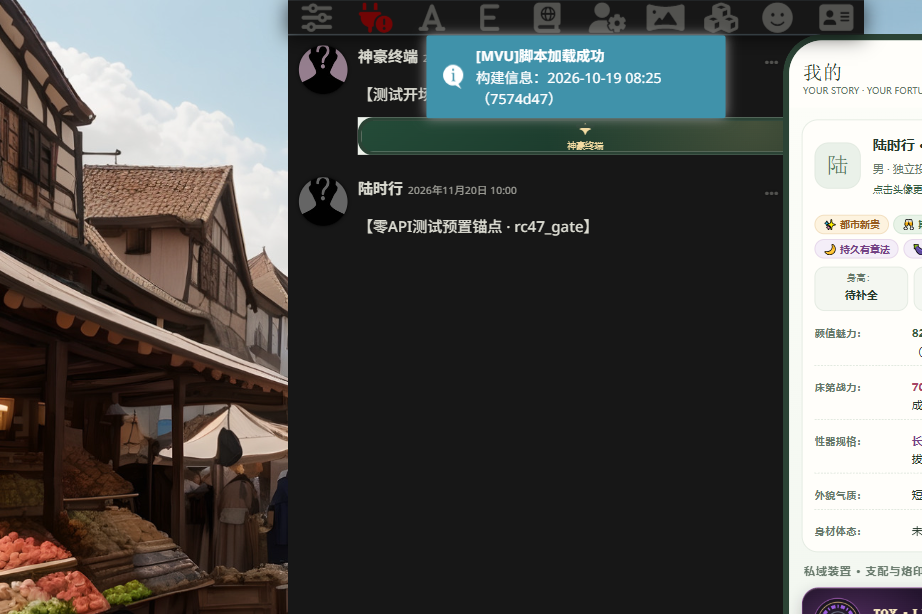 [MVU]脚本加载成功
构建信息：2026-10-19 08:25
（7574d47）
神豪终端
【测试开场
神豪终端
陆时行 2026年11月20日 10:00
【零API测试预置锚点 · rc47_gate】
我的
YOUR STORY · YOUR FORTU
陆
陆时行 •
男 · 独立投
点击头像更
都市新贵
持久有章法
身高：
待补全
颜值魅力： 82
床第战力： 70
成
性器规格： 长
拔
外貌气质： 短
身材体态： 未
私域装置 • 支配与烙印
TOY • L